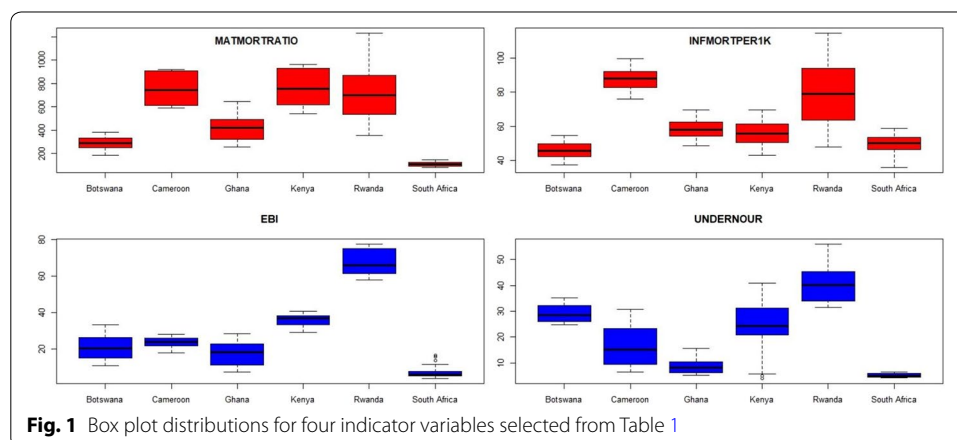 MATMORTRATIO
1000
800
600
400
200
Botswana Cameroon Ghana Kenya Rwanda South Africa
INFMORTPER1K
100
80
60
40
Botswana Cameroon Ghana Kenya Rwanda South Africa
EBI
80
60
40
20
Botswana Cameroon Ghana Kenya Rwanda South Africa
UNDERNOUR
50
40
30
20
10
Botswana Cameroon Ghana Kenya Rwanda South Africa
Fig. 1 Box plot distributions for four indicator variables selected from Table 1